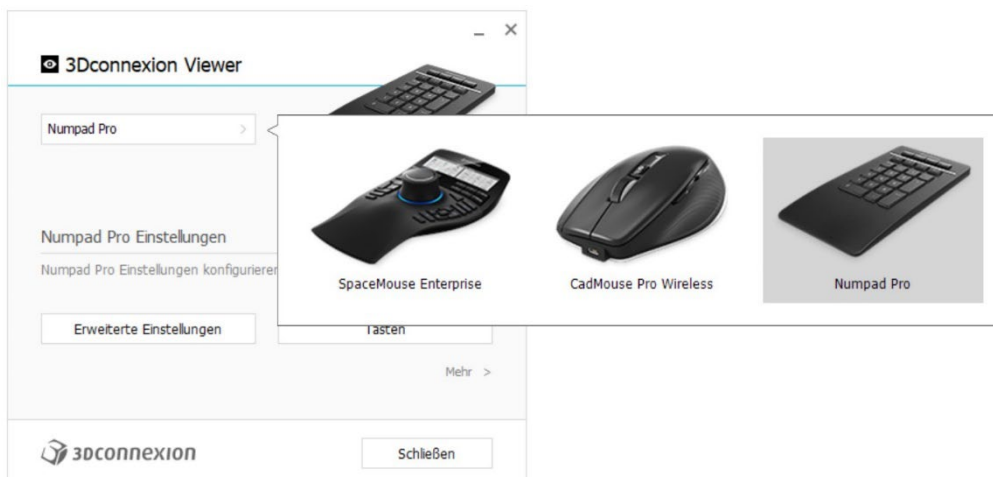 3Dconnexion Viewer
Numpad Pro
SpaceMouse Enterprise
CadMouse Pro Wireless
Numpad Pro
Numpad Pro Einstellungen
Numpad Pro Einstellungen konfigurieren
Erweiterte Einstellungen
Tasten
Mehr >
3Dconnexion
Schließen